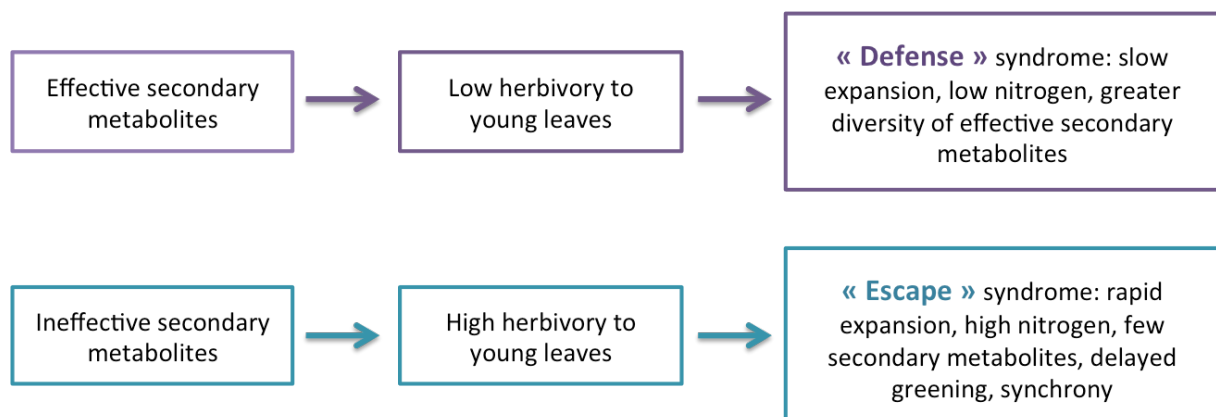 Effective secondary
metabolites
Low herbivory to
young leaves
« Defense » syndrome: slow
expansion, low nitrogen, greater
diversity of effective secondary
metabolites
Ineffective secondary
metabolites
High herbivory to
young leaves
« Escape » syndrome: rapid
expansion, high nitrogen, few
secondary metabolites, delayed
greening, synchrony